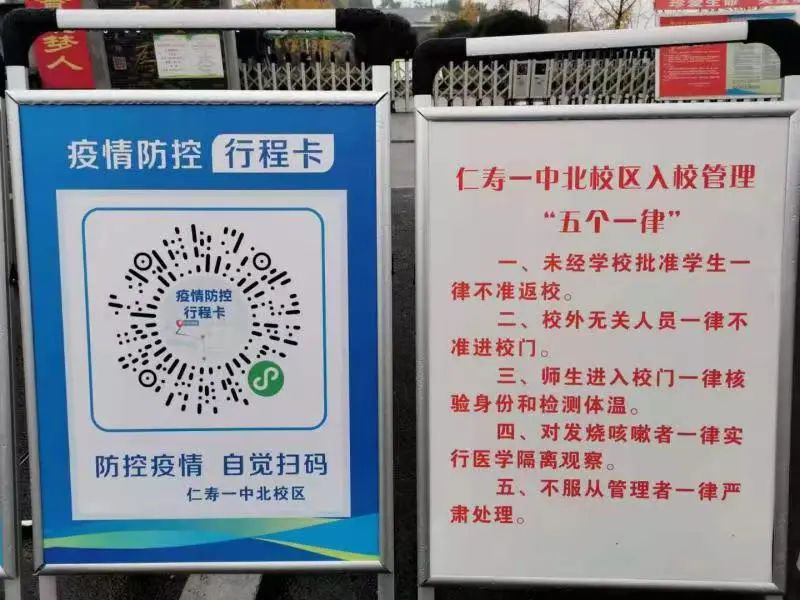 梦人
疫情防控 行程卡
疫情防控
行程卡
防控疫情 自觉扫码
仁寿一中北校区
仁寿一中北校区入校管理
“五个一律”
一、未经学校批准学生一
律不准返校。
二、校外无关人员一律不
准进校门。
三、师生进入校门一律核
验身份和检测体温。
四、对发烧咳嗽者一律实
行医学隔离观察。
五、不服从管理者一律严
肃处理。